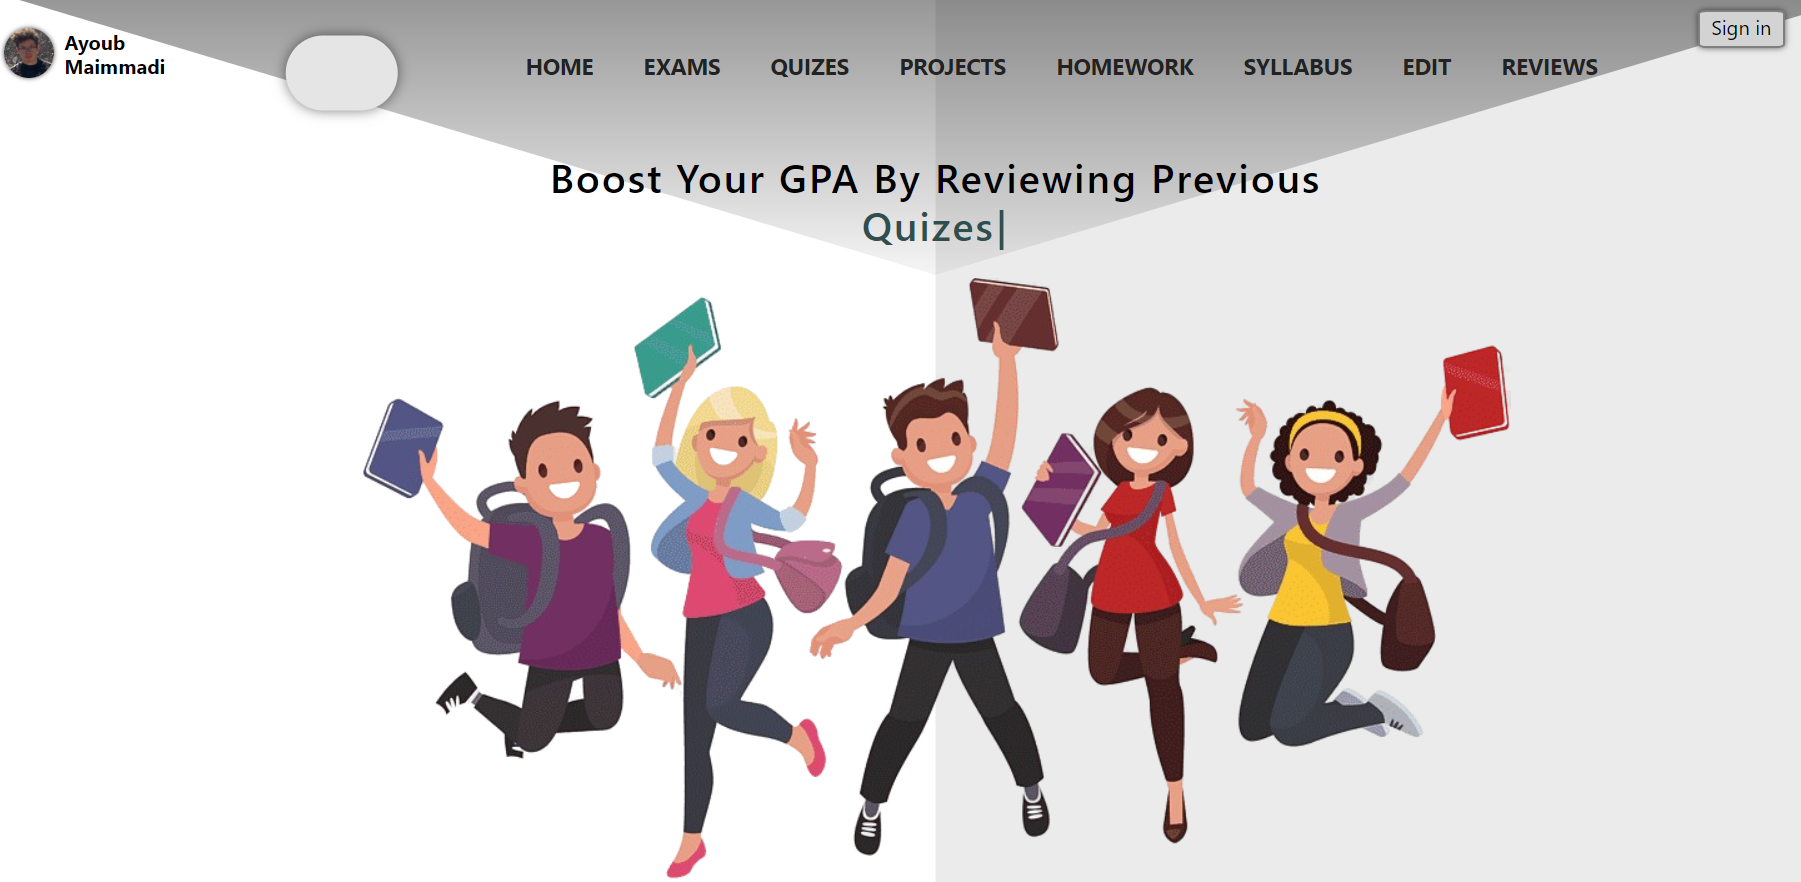 Ayoub
Maimmadi
HOME EXAMS QUIZES PROJECTS HOMEWORK SYLLABUS EDIT REVIEWS
Sign in
Boost Your GPA By Reviewing Previous
Quizes|